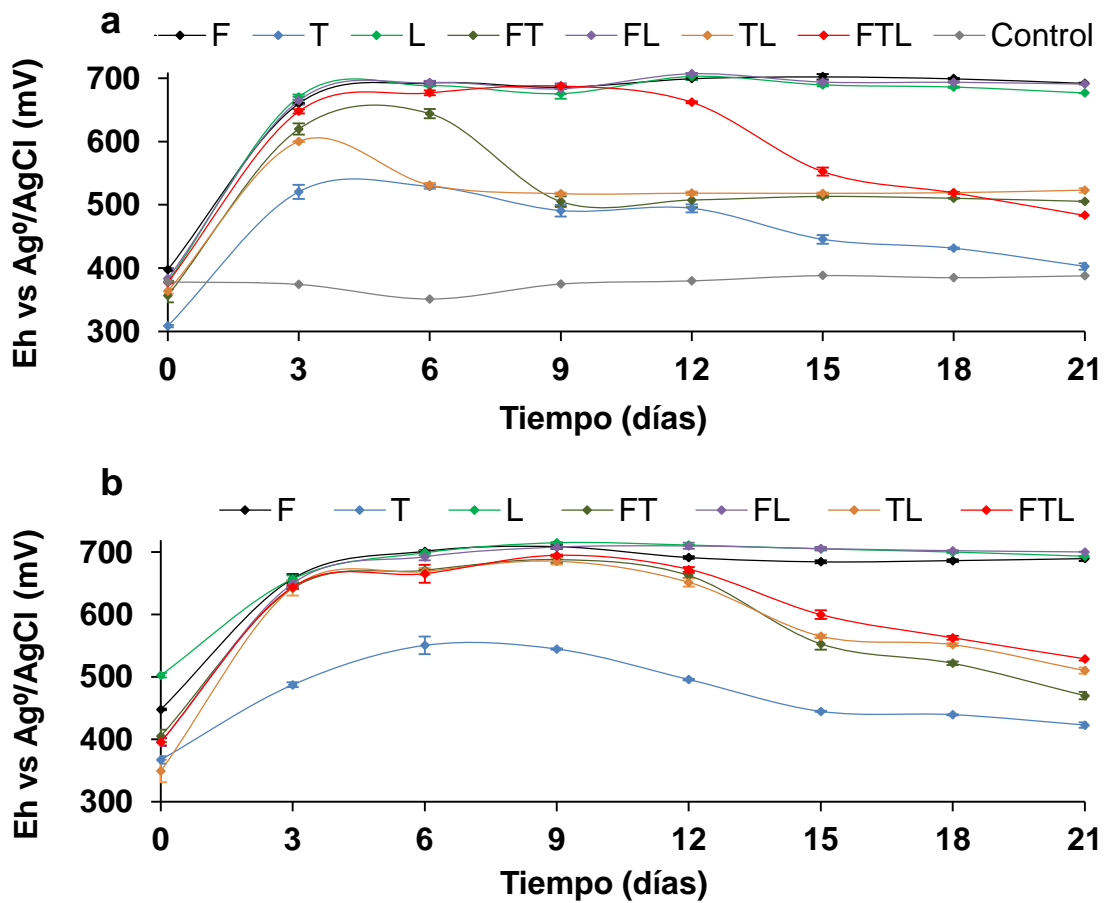 a
F T L FT FL TL FTL Control
Eh vs Ag⁰/AgCl (mV)
700
600
500
400
300
0 3 6 9 12 15 18 21
Tiempo (días)
b
F T L FT FL TL FTL
Eh vs Ag⁰/AgCl (mV)
700
600
500
400
300
0 3 6 9 12 15 18 21
Tiempo (días)